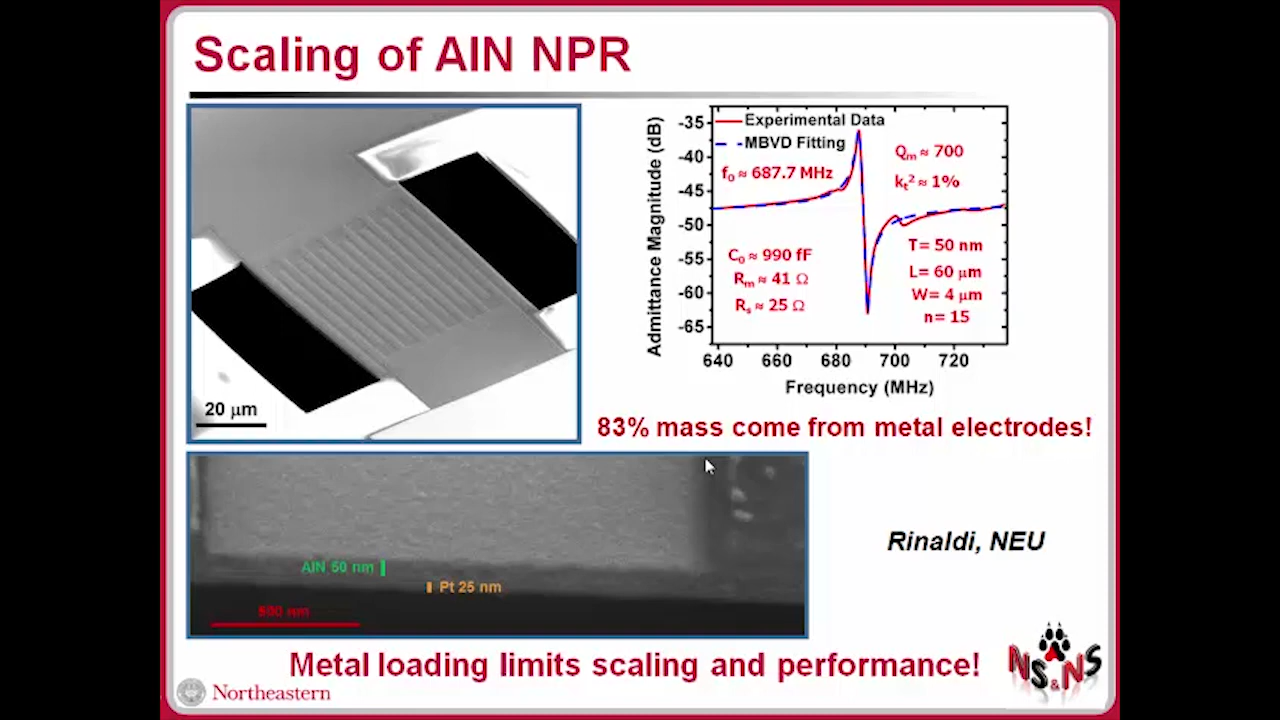 Scaling of AlN NPR
20 μm
Admittance Magnitude (dB)
-35
-40
-45
-50
-55
-60
-65
Experimental Data
MBVD Fitting
f₀ ≈ 687.7 MHz
Qₘ ≈ 700
kₜ² ≈ 1%
C₀ ≈ 990 fF
Rₘ ≈ 41 Ω
Rₛ ≈ 25 Ω
T= 50 nm
L= 60 μm
W= 4 μm
n= 15
640 660 680 700 720
Frequency (MHz)
83% mass come from metal electrodes!
AlN 50 nm
Pt 25 nm
500 nm
Rinaldi, NEU
Metal loading limits scaling and performance!
Northeastern
NS&NS